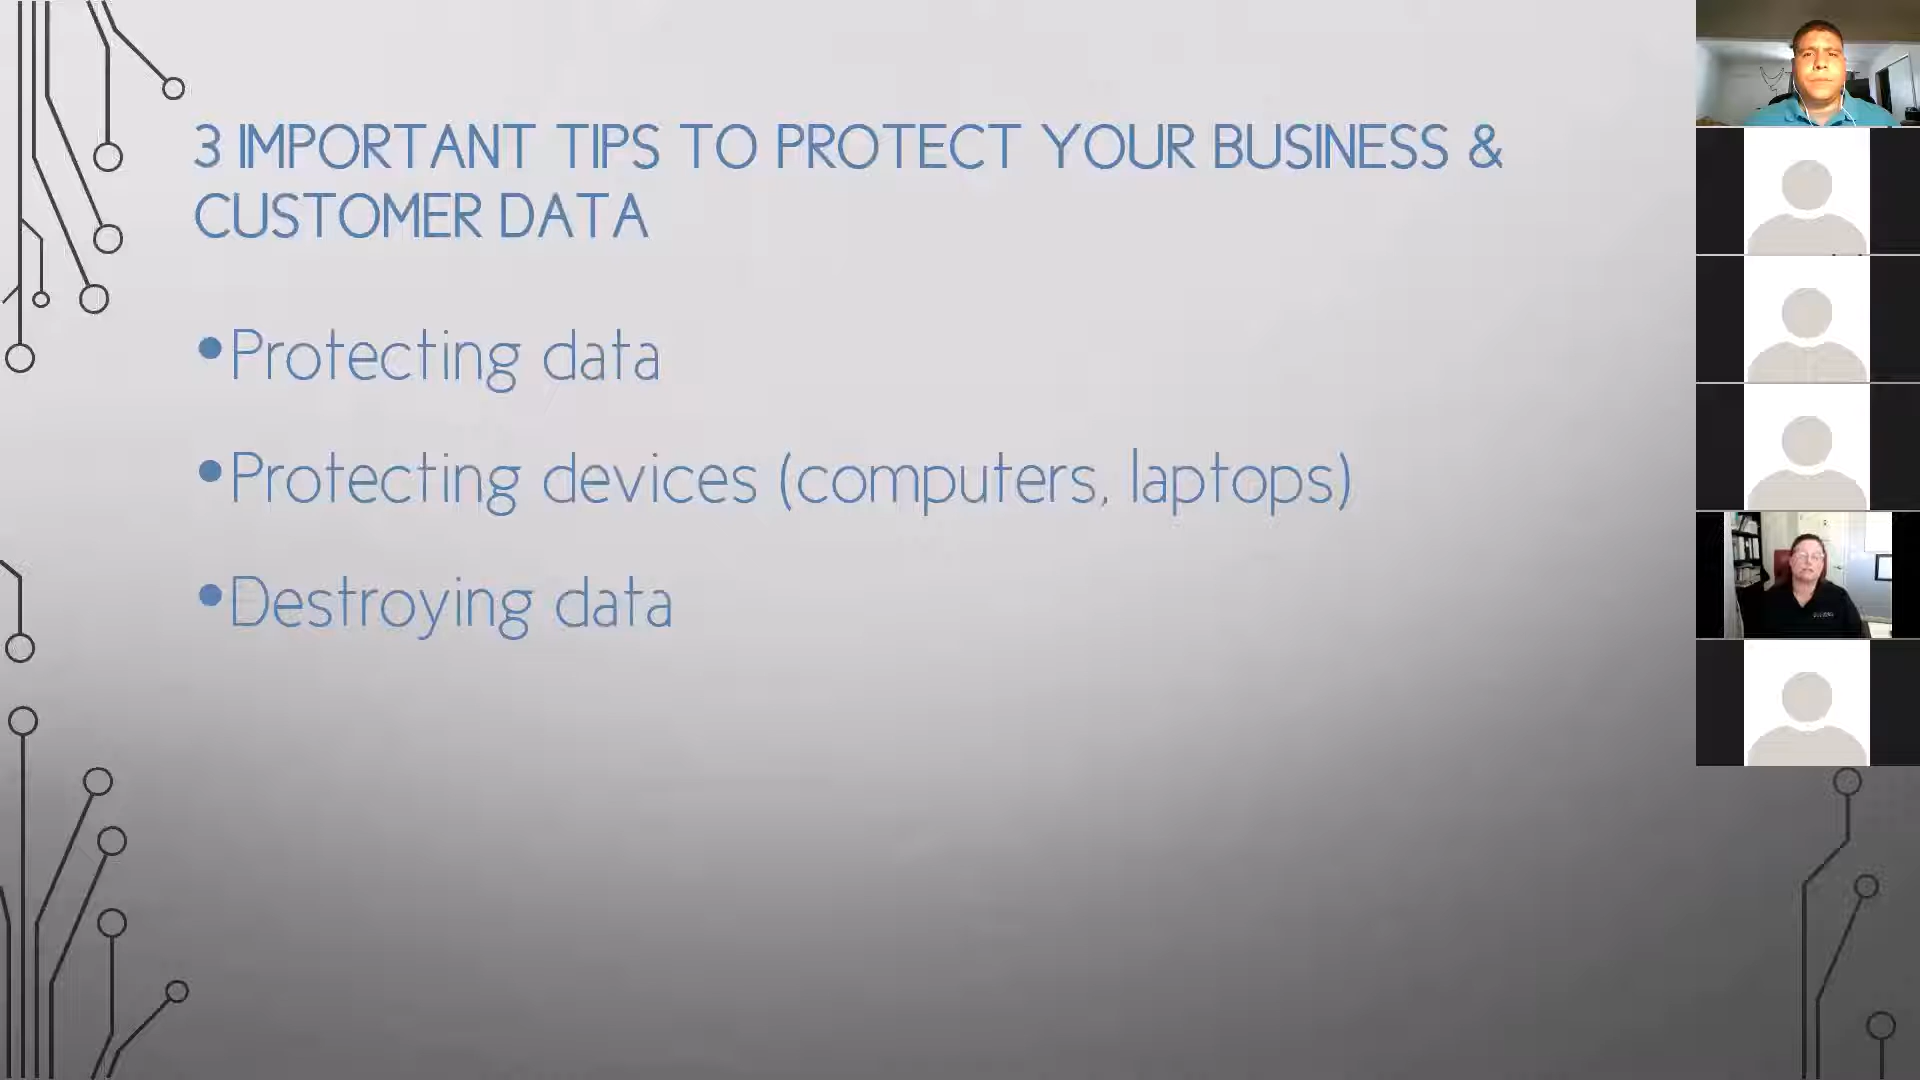 3 IMPORTANT TIPS TO PROTECT YOUR BUSINESS &
CUSTOMER DATA
•Protecting data
•Protecting devices (computers, laptops)
•Destroying data